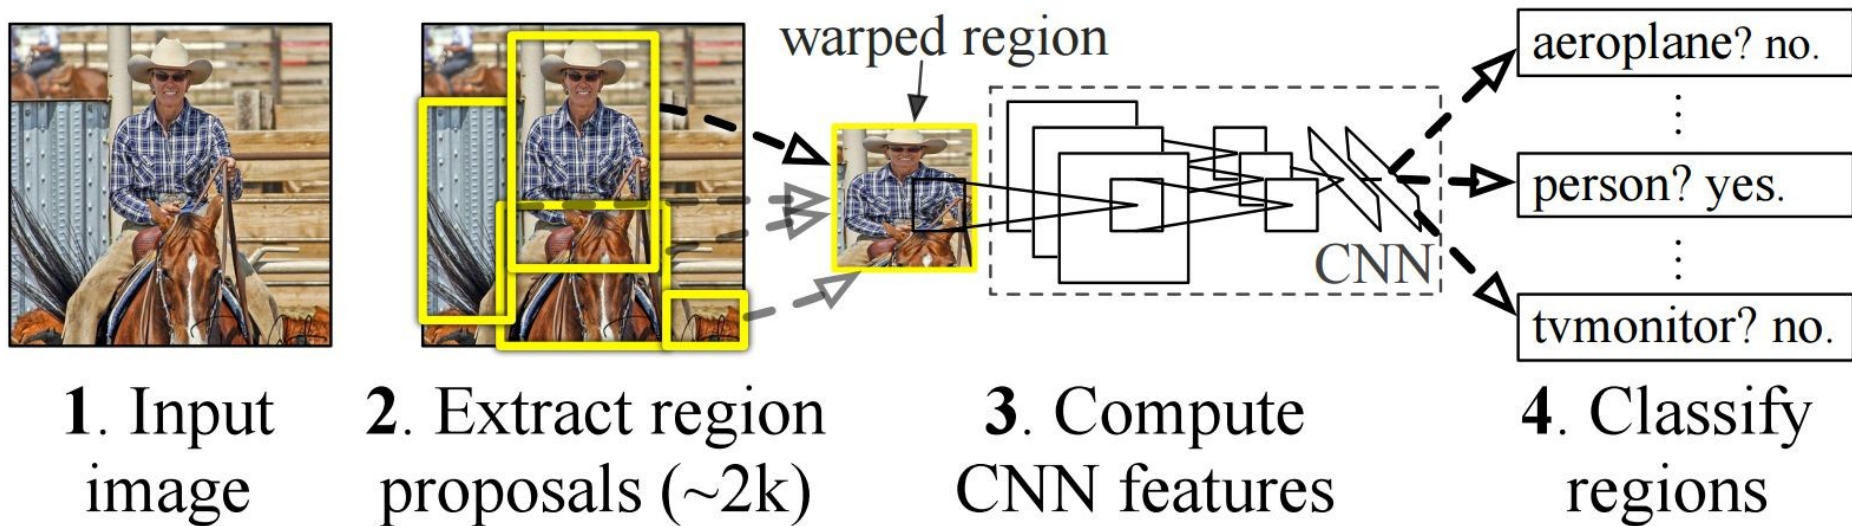 warped region
aeroplane? no.
person? yes.
CNN
tvmonitor? no.
1. Input
image
2. Extract region
proposals (~2k)
3. Compute
CNN features
4. Classify
regions